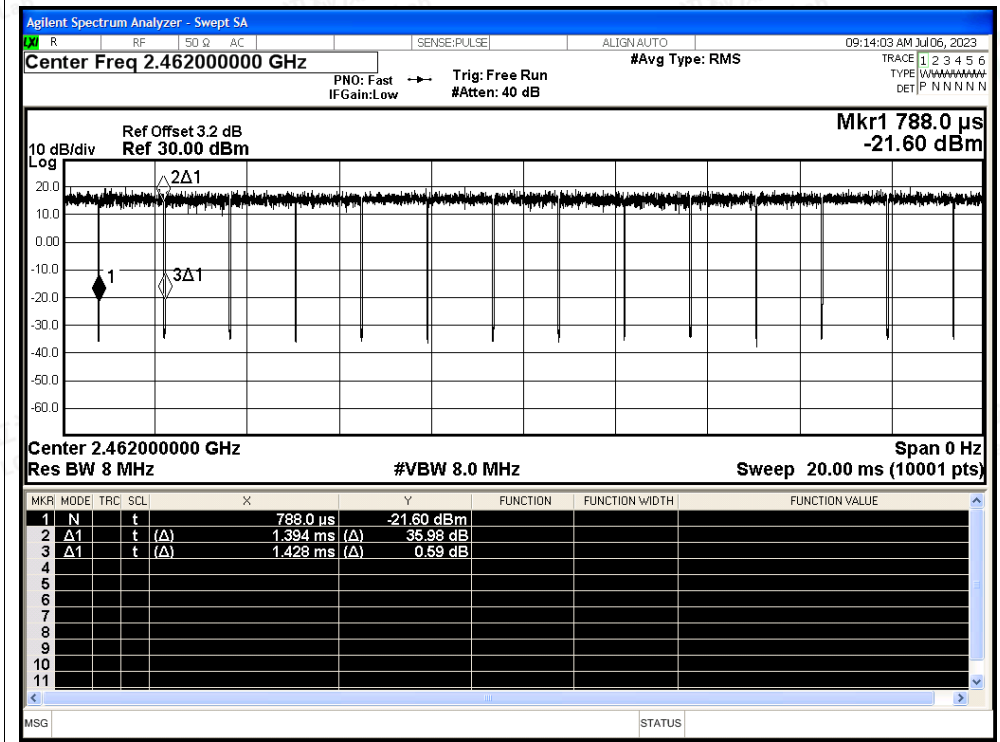 Agilent Spectrum Analyzer - Swept SA
LXI R RF 50 Ω AC SENSE:PULSE ALIGN AUTO 09:14:03 AM Jul 06, 2023
Center Freq 2.462000000 GHz #Avg Type: RMS TRACE 1 2 3 4 5 6
PNO: Fast Trig: Free Run TYPE WWWWWW
IFGain:Low #Atten: 40 dB DET P N N N N N
Mkr1 788.0 µs
Ref Offset 3.2 dB
10 dB/div Ref 30.00 dBm -21.60 dBm
Log
2Δ1
20.0
10.0
0.00
-10.0
1 3Δ1
-20.0
-30.0
-40.0
-50.0
-60.0
Center 2.462000000 GHz Span 0 Hz
Res BW 8 MHz #VBW 8.0 MHz Sweep 20.00 ms (10001 pts)
MKR MODE TRC SCL X Y FUNCTION FUNCTION WIDTH FUNCTION VALUE
1 N t 788.0 µs -21.60 dBm
2 Δ1 t (Δ) 1.394 ms (Δ) 35.98 dB
3 Δ1 t (Δ) 1.428 ms (Δ) 0.59 dB
4
5
6
7
8
9
10
11
MSG STATUS